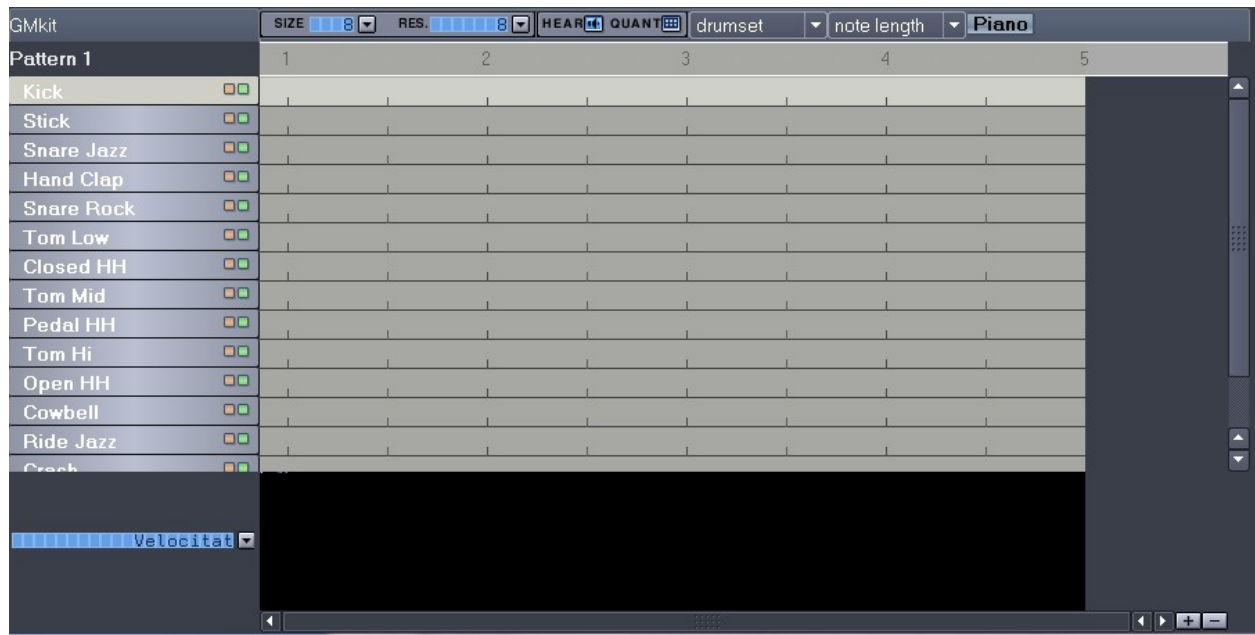 GMkit SIZE 8 RES. 8 HEAR QUANT drumset note length Piano
Pattern 1 1 2 3 4 5
Kick
Stick
Snare Jazz
Hand Clap
Snare Rock
Tom Low
Closed HH
Tom Mid
Pedal HH
Tom Hi
Open HH
Cowbell
Ride Jazz
Crash
Velocitat